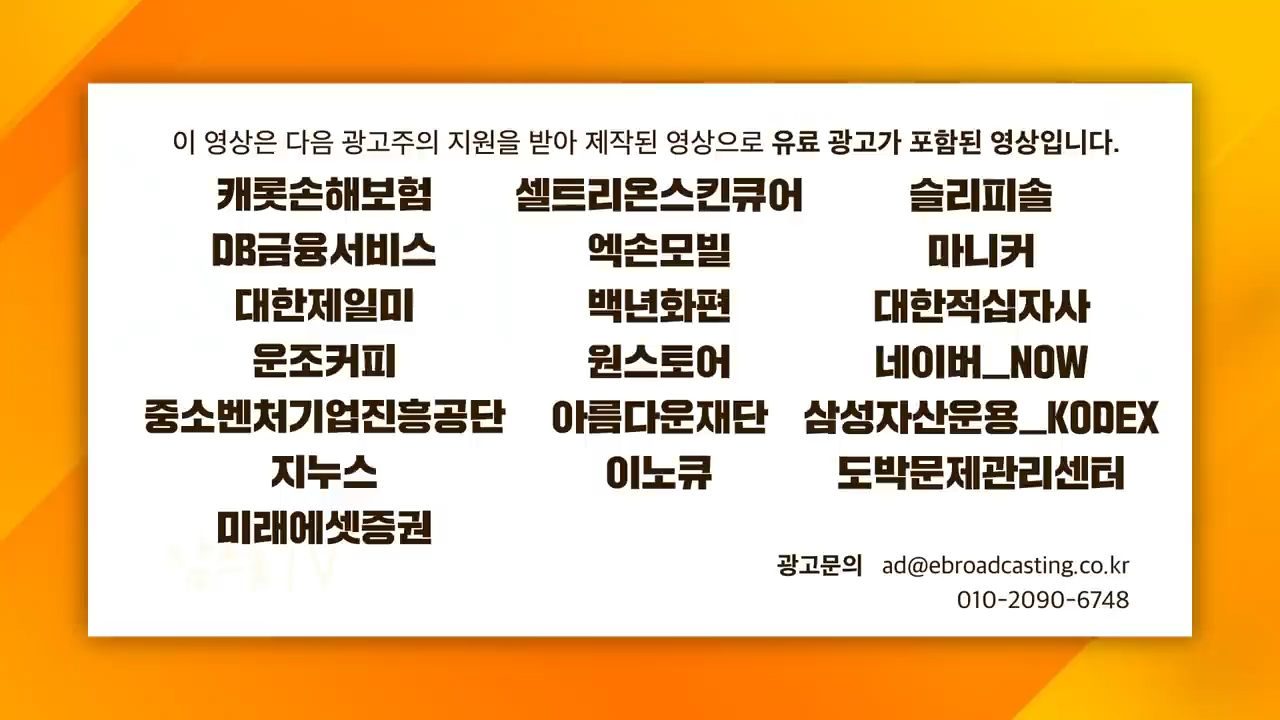 이 영상은 다음 광고주의 지원을 받아 제작된 영상으로 유료 광고가 포함된 영상입니다.
캐롯손해보험 셀트리온스킨큐어 슬리피솔
DB금융서비스 엑손모빌 마니커
대한제일미 백년화편 대한적십자사
운조커피 원스토어 네이버_NOW
중소벤처기업진흥공단 아름다운재단 삼성자산운용_KODEX
지누스 이노큐 도박문제관리센터
미래에셋증권
광고문의 ad@ebroadcasting.co.kr
010-2090-6748